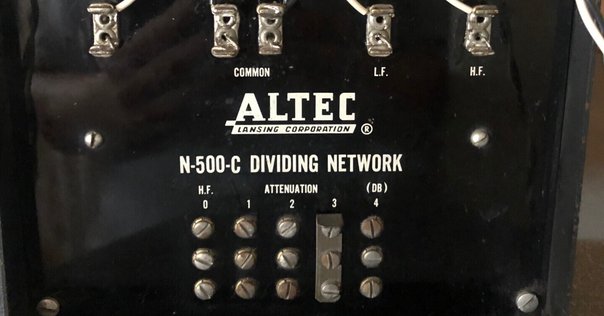 COMMON L.F. H.F.
ALTEC
LANSING CORPORATION ®
N-500-C DIVIDING NETWORK
H.F. ATTENUATION (DB)
0 1 2 3 4